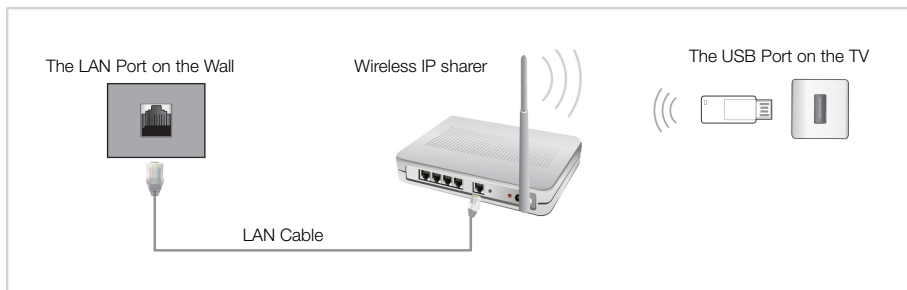 The LAN Port on the Wall
Wireless IP sharer
The USB Port on the TV
LAN Cable